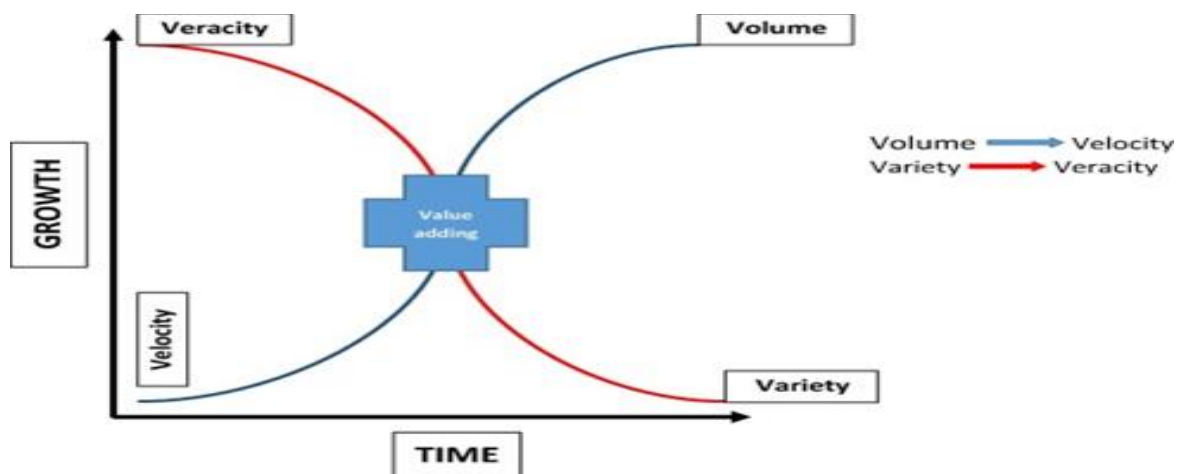 Veracity
Volume
GROWTH
Volume Velocity
Variety Veracity
Value
adding
Velocity
Variety
TIME